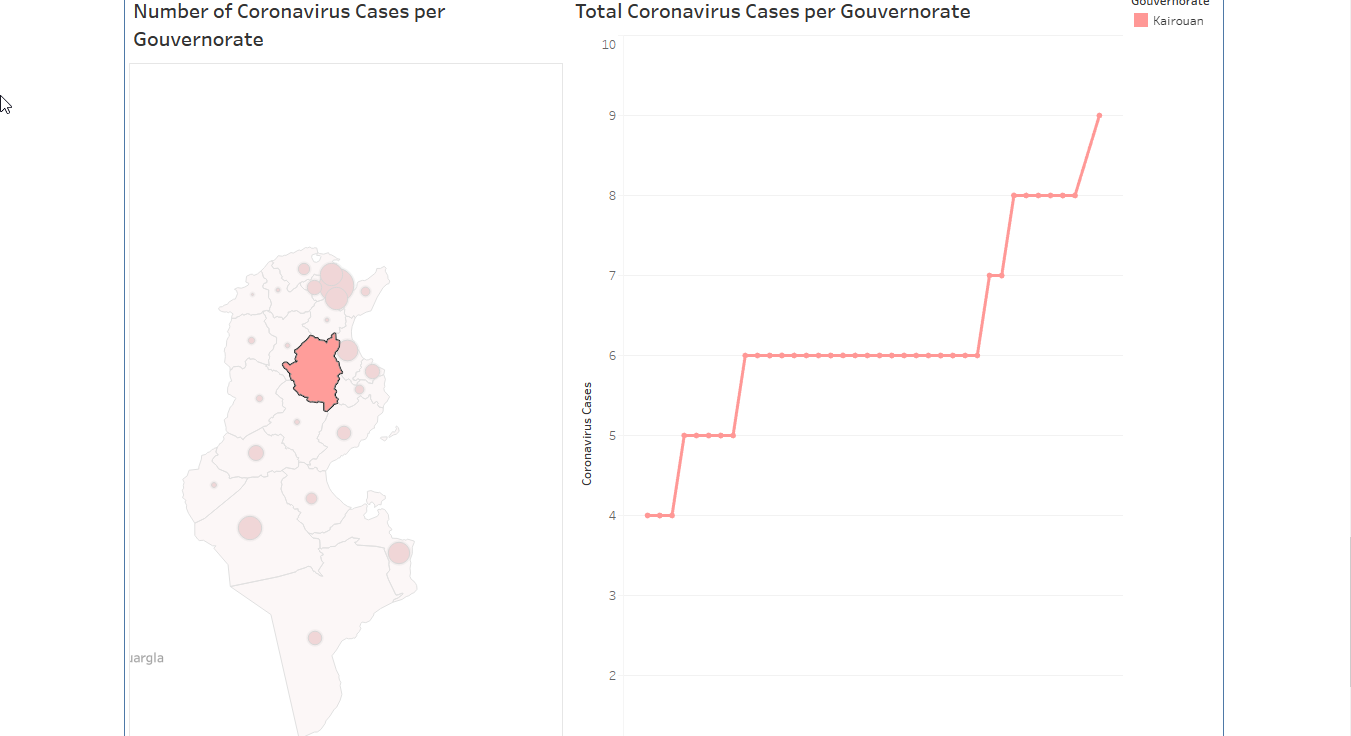 Number of Coronavirus Cases per
Gouvernorate
uargla
Total Coronavirus Cases per Gouvernorate
10
9
8
7
6
5
4
3
2
Coronavirus Cases
Gouvernorate
Kairouan